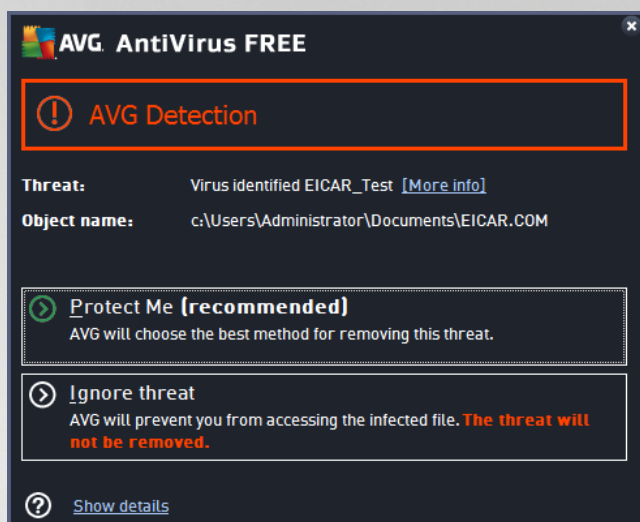 AVG. AntiVirus FREE
AVG Detection
Threat: Virus identified EICAR_Test [More info]
Object name: c:\Users\Administrator\Documents\EICAR.COM
Protect Me (recommended)
AVG will choose the best method for removing this threat.
Ignore threat
AVG will prevent you from accessing the infected file. The threat will
not be removed.
Show details